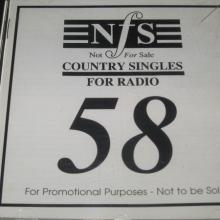 NfS
Not For Sale
COUNTRY SINGLES
FOR RADIO
58
For Promotional Purposes - Not to be Sol